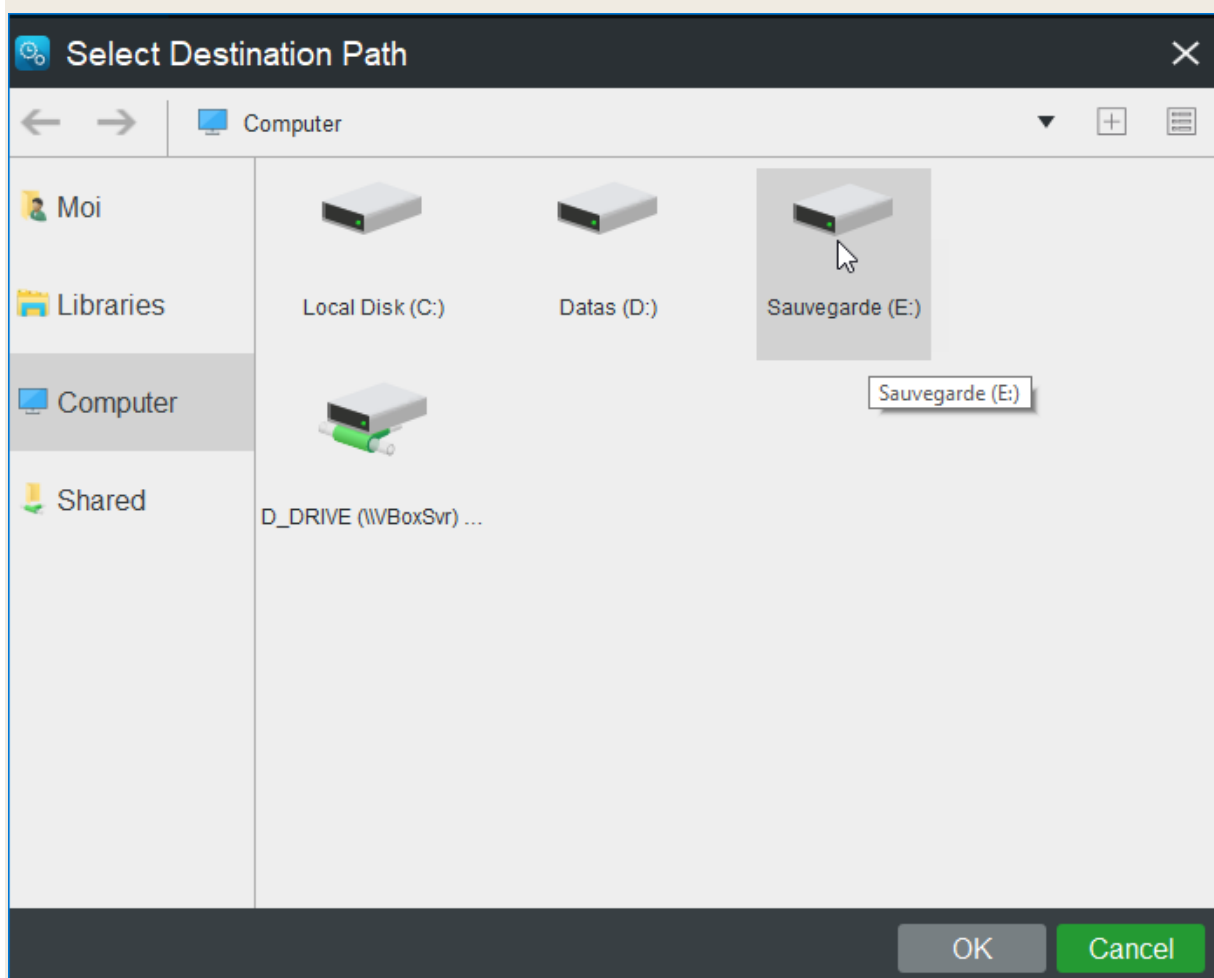 Select Destination Path
Computer
Moi
Libraries
Computer
Shared
Local Disk (C:)
Datas (D:)
Sauvegarde (E:)
Sauvegarde (E:)
D_DRIVE (\\VBoxSvr) ...
OK
Cancel